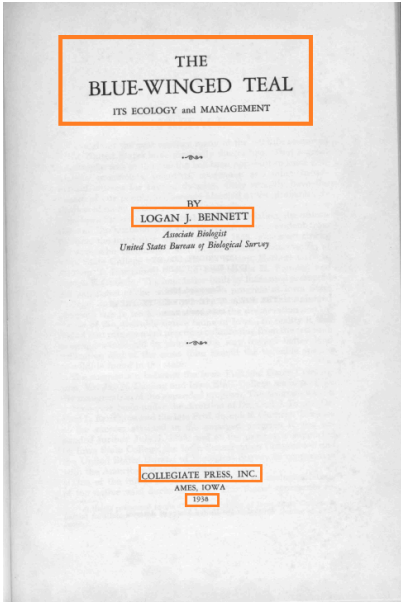 THE
BLUE-WINGED TEAL
ITS ECOLOGY and MANAGEMENT
BY
LOGAN J. BENNETT
Associate Biologist
United States Bureau of Biological Survey
COLLEGIATE PRESS, INC.
AMES, IOWA
1938